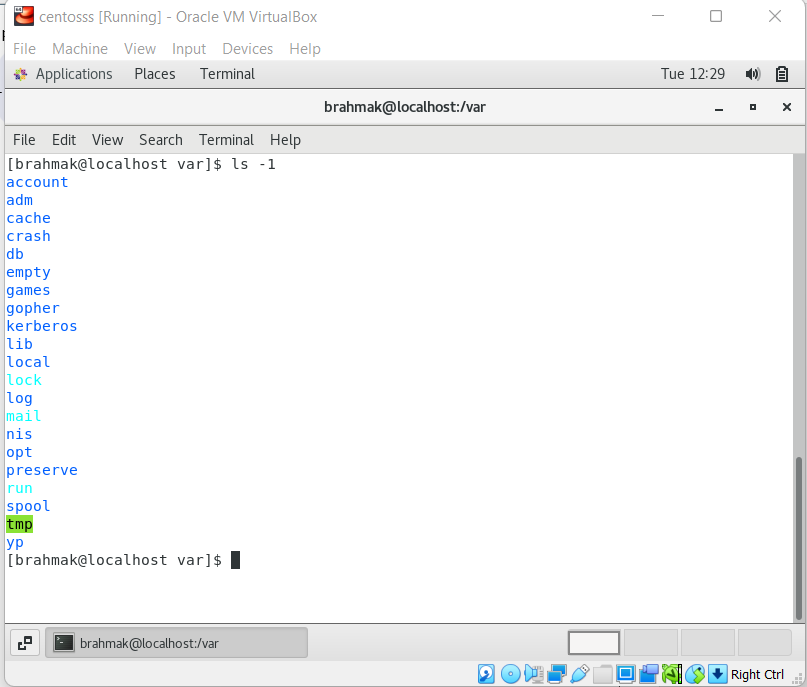 centosss [Running] - Oracle VM VirtualBox
File Machine View Input Devices Help
Applications Places Terminal Tue 12:29
brahmak@localhost:/var
File Edit View Search Terminal Help
[brahmak@localhost var]$ ls -1
account
adm
cache
crash
db
empty
games
gopher
kerberos
lib
local
lock
log
mail
nis
opt
preserve
run
spool
tmp
yp
[brahmak@localhost var]$
brahmak@localhost:/var
Right Ctrl